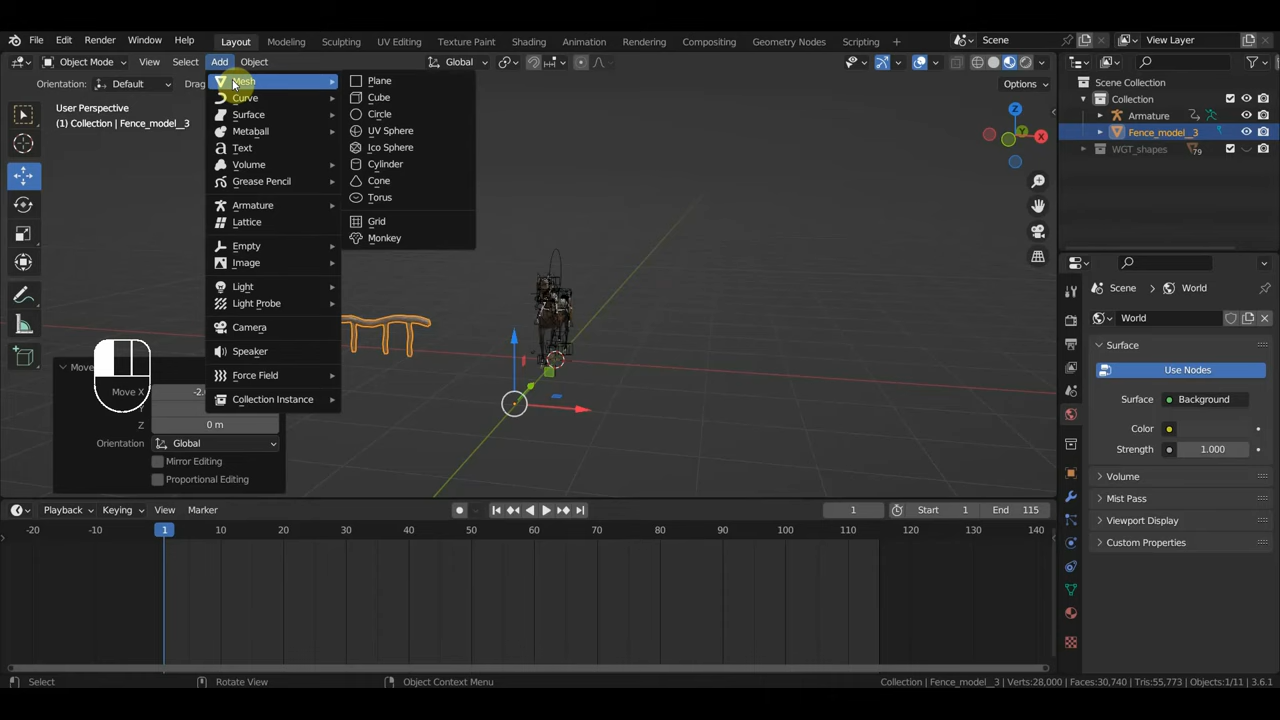 File Edit Render Window Help Layout Modeling Sculpting UV Editing Texture Paint Shading Animation Rendering Compositing Geometry Nodes Scripting Scene View Layer
Object Mode View Select Add Object Global
Orientation: Default Drag Options
User Perspective
(1) Collection | Fence_model__3
Mesh
Curve
Surface
Metaball
Text
Volume
Grease Pencil
Armature
Lattice
Empty
Image
Light
Light Probe
Camera
Speaker
Force Field
Collection Instance
Plane
Cube
Circle
UV Sphere
Ico Sphere
Cylinder
Cone
Torus
Grid
Monkey
X
Y
Z
Scene Collection
Collection
Armature
Fence_model__3
WGT_shapes 79
Scene World
World
Surface
Use Nodes
Surface Background
Color
Strength 1.000
Volume
Mist Pass
Viewport Display
Custom Properties
Move
Move X
Z 0 m
Orientation Global
Mirror Editing
Proportional Editing
Playback Keying View Marker 1 Start 1 End 115
-20 -10 1 10 20 30 40 50 60 70 80 90 100 110 120 130 140
Select Rotate View Object Context Menu Collection | Fence_model__3 | Verts:28,000 | Faces:30,740 | Tris:55,773 | Objects:1/11 | 3.6.1